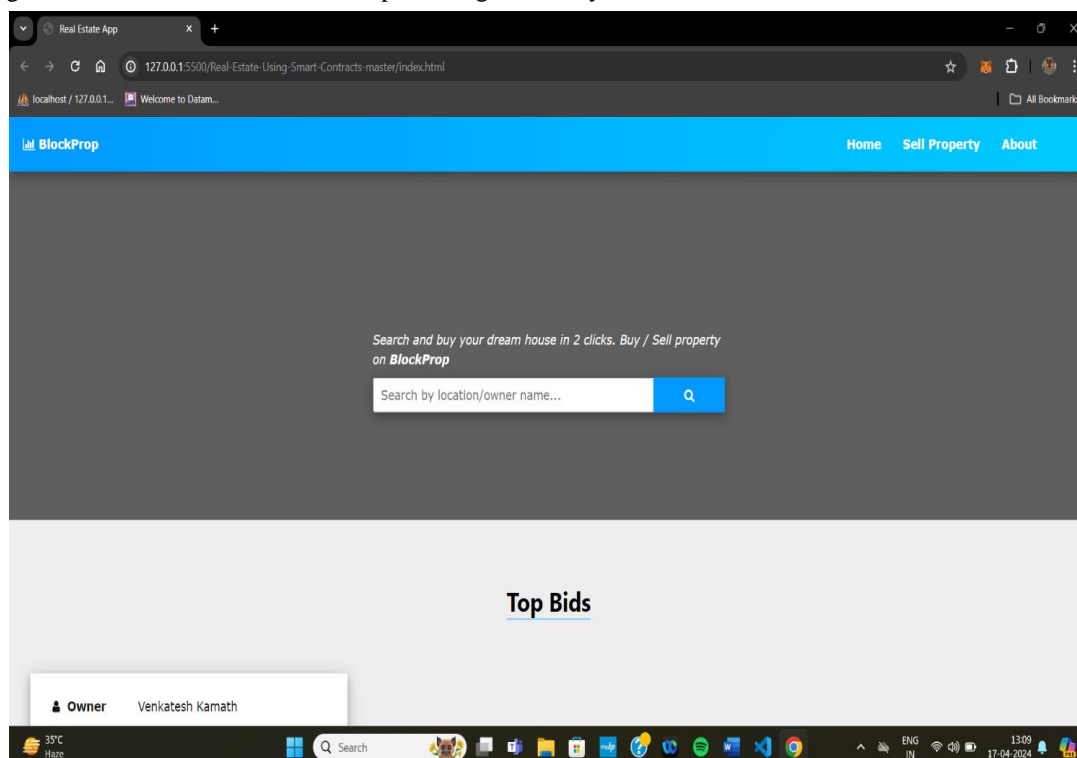 Real Estate App
127.0.0.1:5500/Real-Estate-Using-Smart-Contracts-master/index.html
localhost / 127.0.0.1... Welcome to Datam... All Bookmarks
BlockProp Home Sell Property About
Search and buy your dream house in 2 clicks. Buy / Sell property
on BlockProp
Search by location/owner name...
Top Bids
Owner Venkatesh Kamath
35°C
Haze
Search
ENG
IN
13:09
17-04-2024